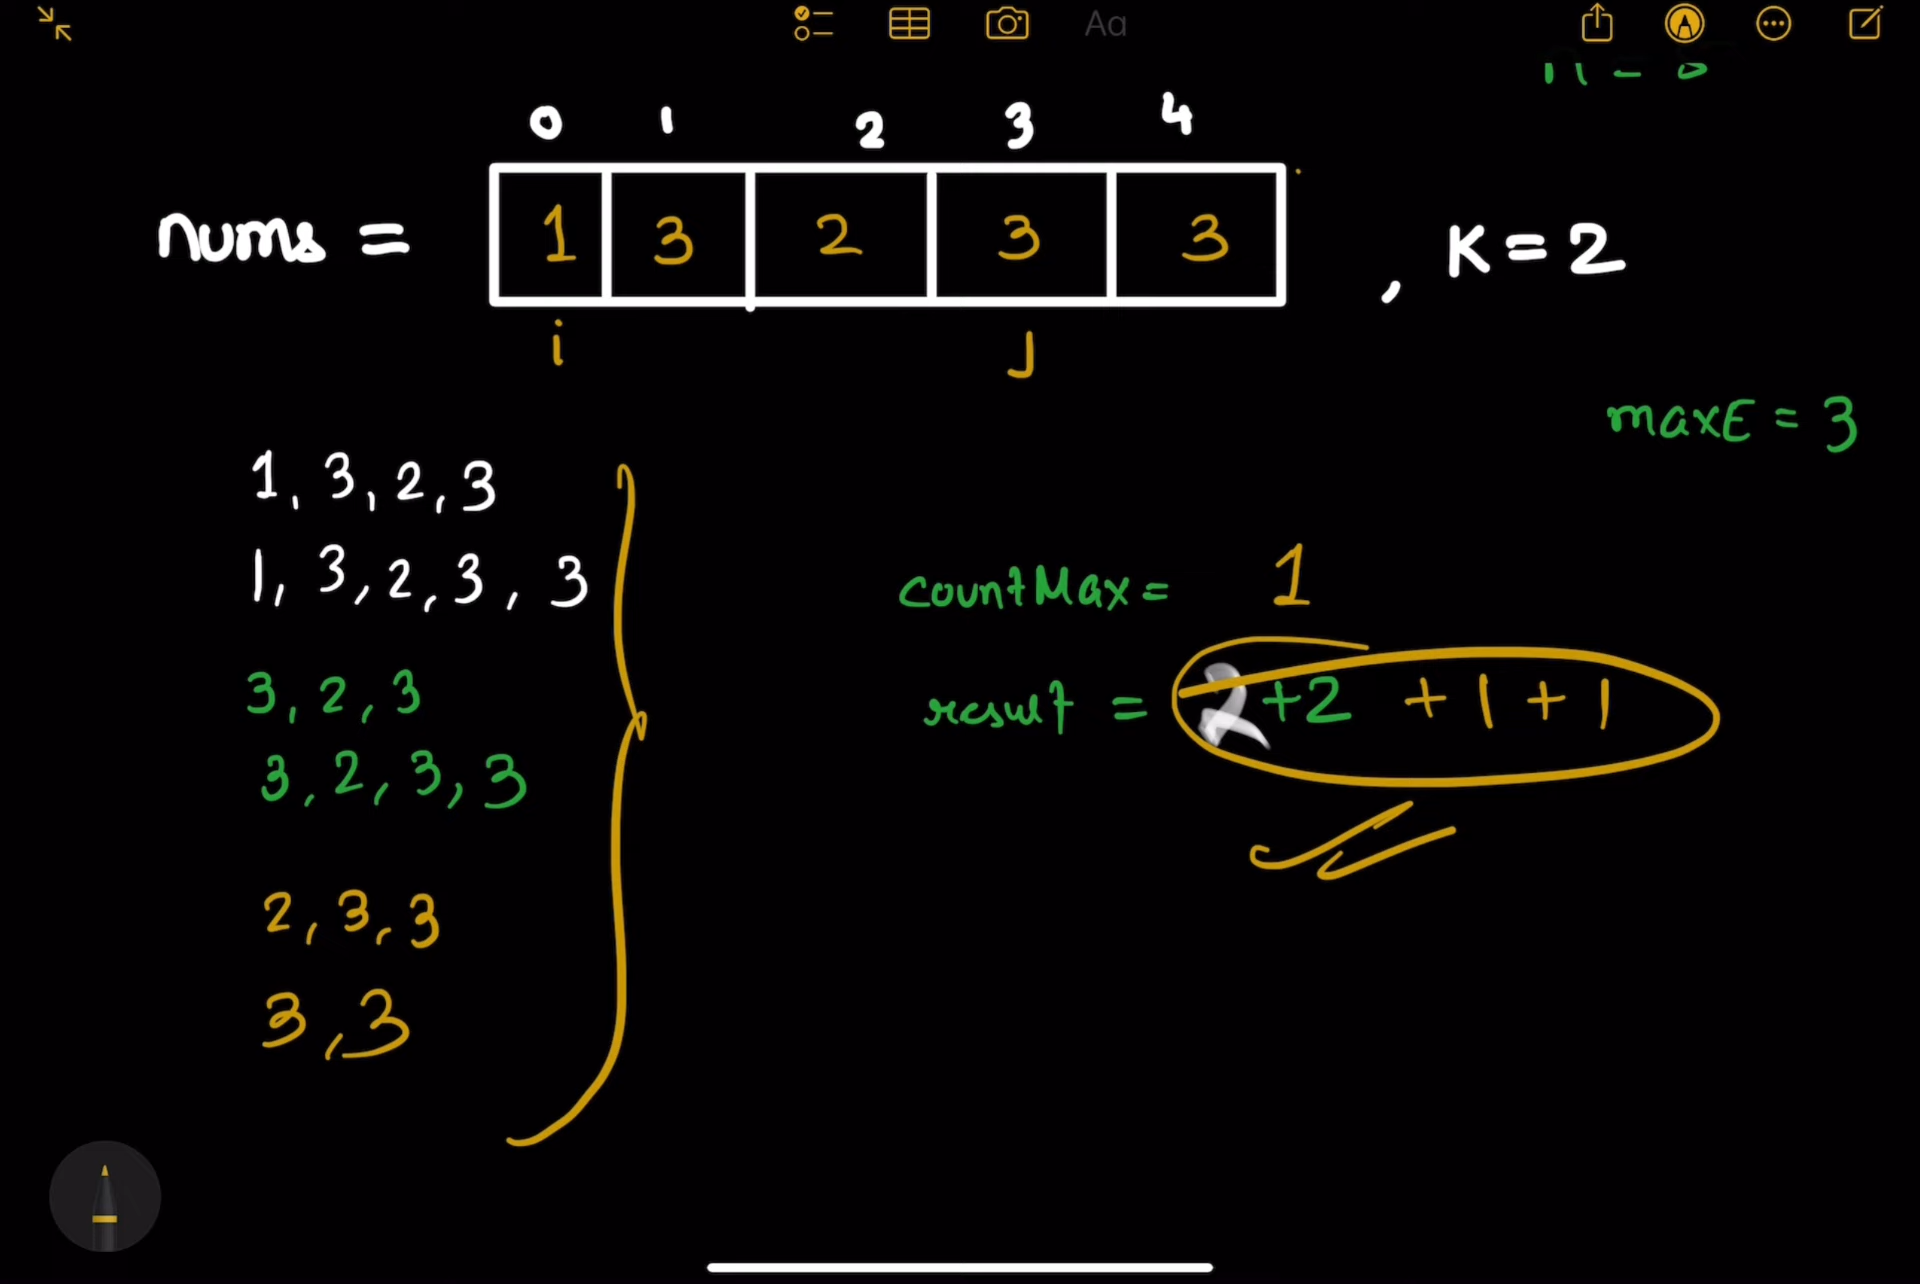 Aa
0 1 2 3 4
nums = 1 3 2 3 3 , K = 2
i J
maxE = 3
1, 3, 2, 3
1, 3, 2, 3, 3
countMax = 1
3, 2, 3
result = 2 + 2 + 1 + 1
3, 2, 3, 3
2, 3, 3
3, 3